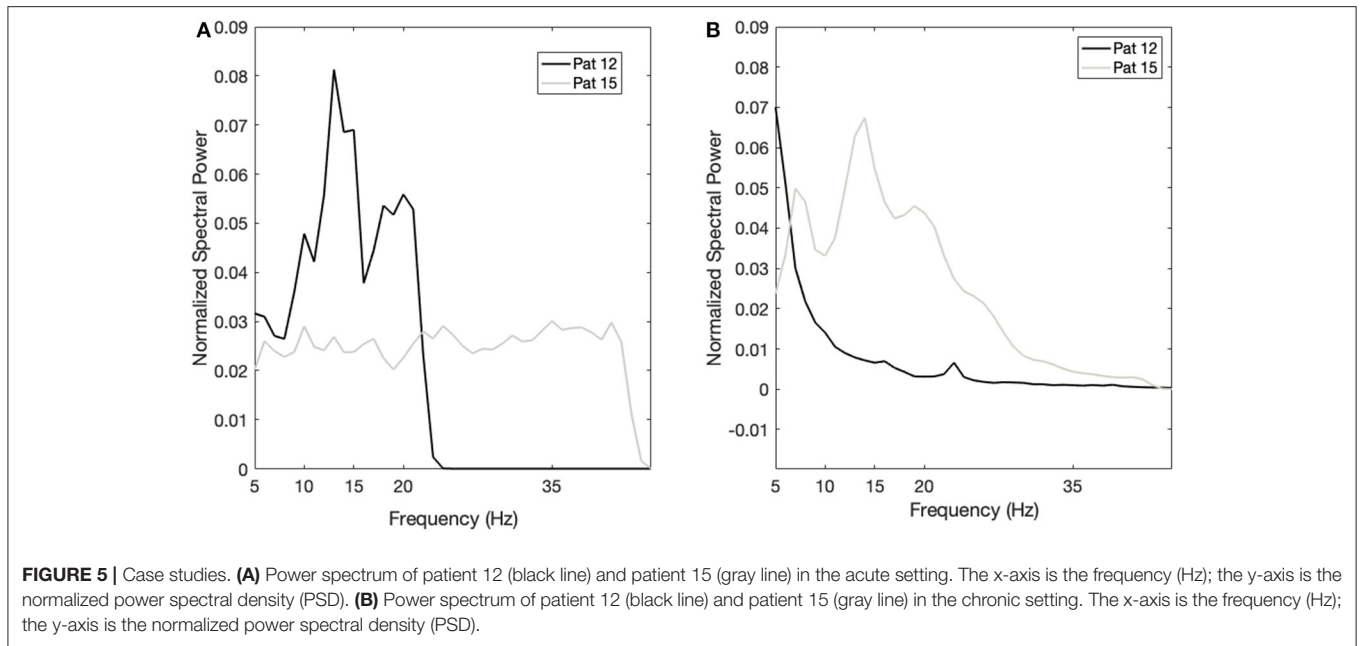 A
0.09
0.08
0.07
0.06
0.05
0.04
0.03
0.02
0.01
0
Normalized Spectral Power
Pat 12
Pat 15
5 10 15 20 35
Frequency (Hz)
B
0.09
0.08
0.07
0.06
0.05
0.04
0.03
0.02
0.01
0
-0.01
Normalized Spectral Power
Pat 12
Pat 15
5 10 15 20 35
Frequency (Hz)
FIGURE 5 | Case studies. (A) Power spectrum of patient 12 (black line) and patient 15 (gray line) in the acute setting. The x-axis is the frequency (Hz); the y-axis is the
normalized power spectral density (PSD). (B) Power spectrum of patient 12 (black line) and patient 15 (gray line) in the chronic setting. The x-axis is the frequency (Hz);
the y-axis is the normalized power spectral density (PSD).